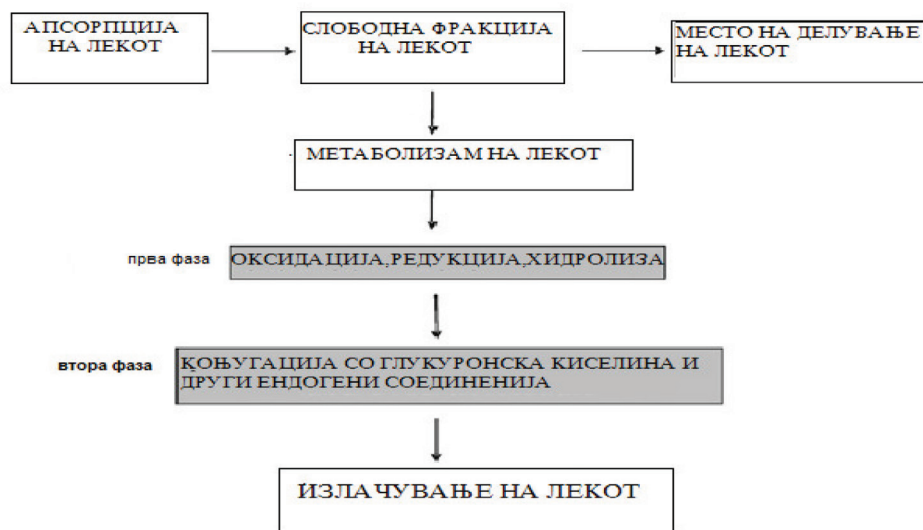 АПСОРПЦИЈА
НА ЛЕКОТ
СЛОБОДНА ФРАКЦИЈА
НА ЛЕКОТ
МЕСТО НА ДЕЛУВАЊЕ
НА ЛЕКОТ
МЕТАБОЛИЗАМ НА ЛЕКОТ
прва фаза
ОКСИДАЦИЈА,РЕДУКЦИЈА,ХИДРОЛИЗА
втора фаза
КОЊУГАЦИЈА СО ГЛУКУРОНСКА КИСЕЛИНА И
ДРУГИ ЕНДОГЕНИ СОЕДИНЕНИЈА
ИЗЛАЧУВАЊЕ НА ЛЕКОТ